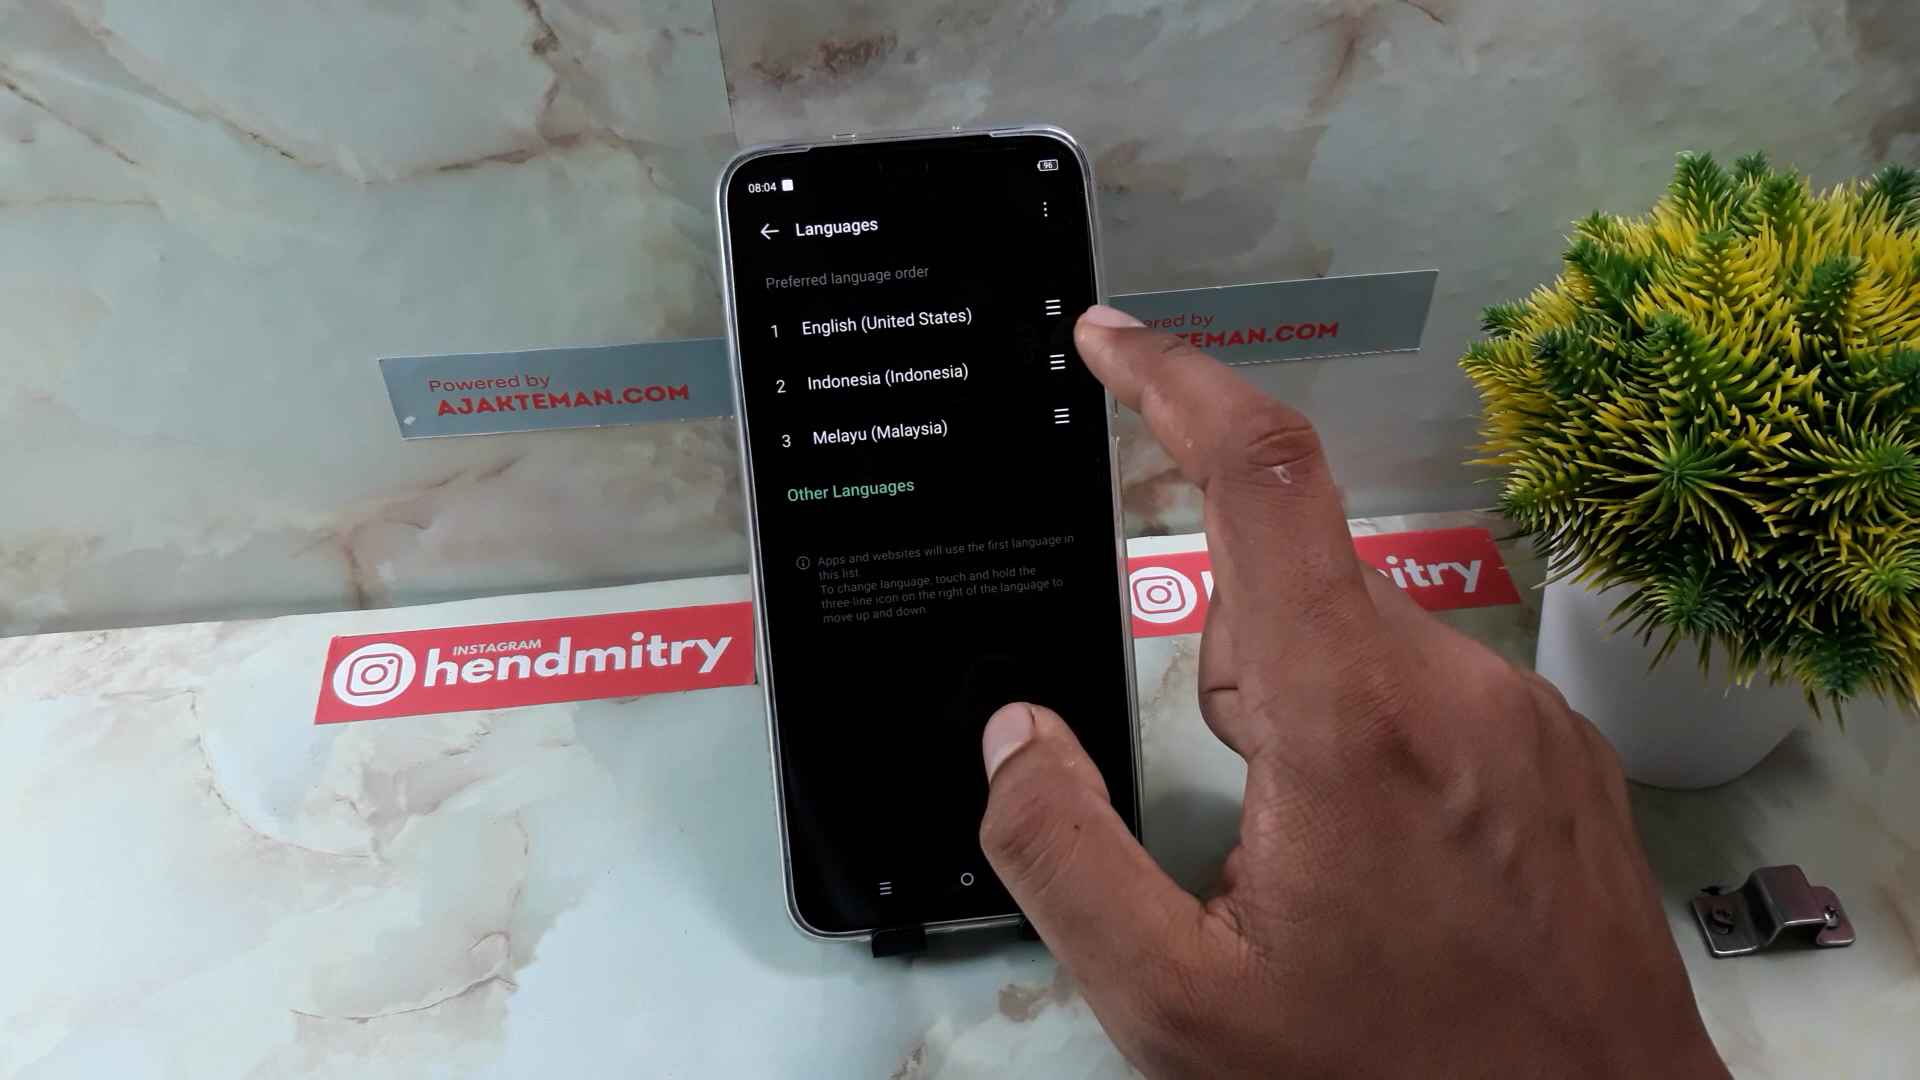 08:04
96
Languages
Preferred language order
1 English (United States)
2 Indonesia (Indonesia)
3 Melayu (Malaysia)
Other Languages
Apps and websites will use the first language in
this list.
To change language, touch and hold the
three-line icon on the right of the language to
move up and down.
Powered by
AJAKTEMAN.COM
ered by
TEMAN.COM
INSTAGRAM
hendmitry
itry